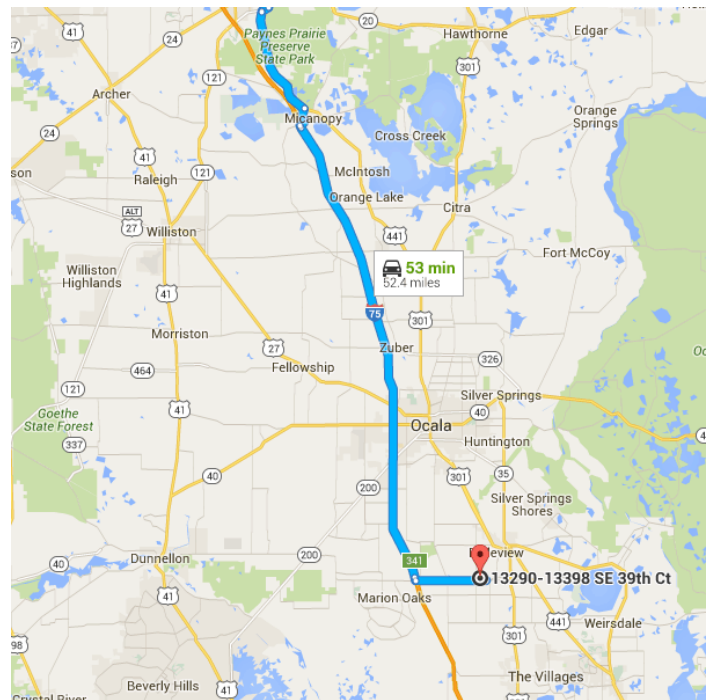 41
24
Paynes Prairie
Preserve
State Park
20
Hawthorne
Edgar
121
301
Archer
24
Micanopy
Cross Creek
Orange
Springs
24
41
121
McIntosh
Raleigh
Orange Lake
Citra
ALT
27
Williston
441
Fort McCoy
53 min
52.4 miles
Williston
Highlands
41
75
301
Morriston
27
Zuber
326
464
Fellowship
121
Silver Springs
Goethe
State Forest
41
Ocala
40
40
337
Huntington
40
200
301
35
Silver Springs
Shores
Dunnellon
200
341
40
13290-13398 SE 39th Ct
Marion Oaks
41
301
441
Weirsdale
98
The Villages
Beverly Hills
Crystal River